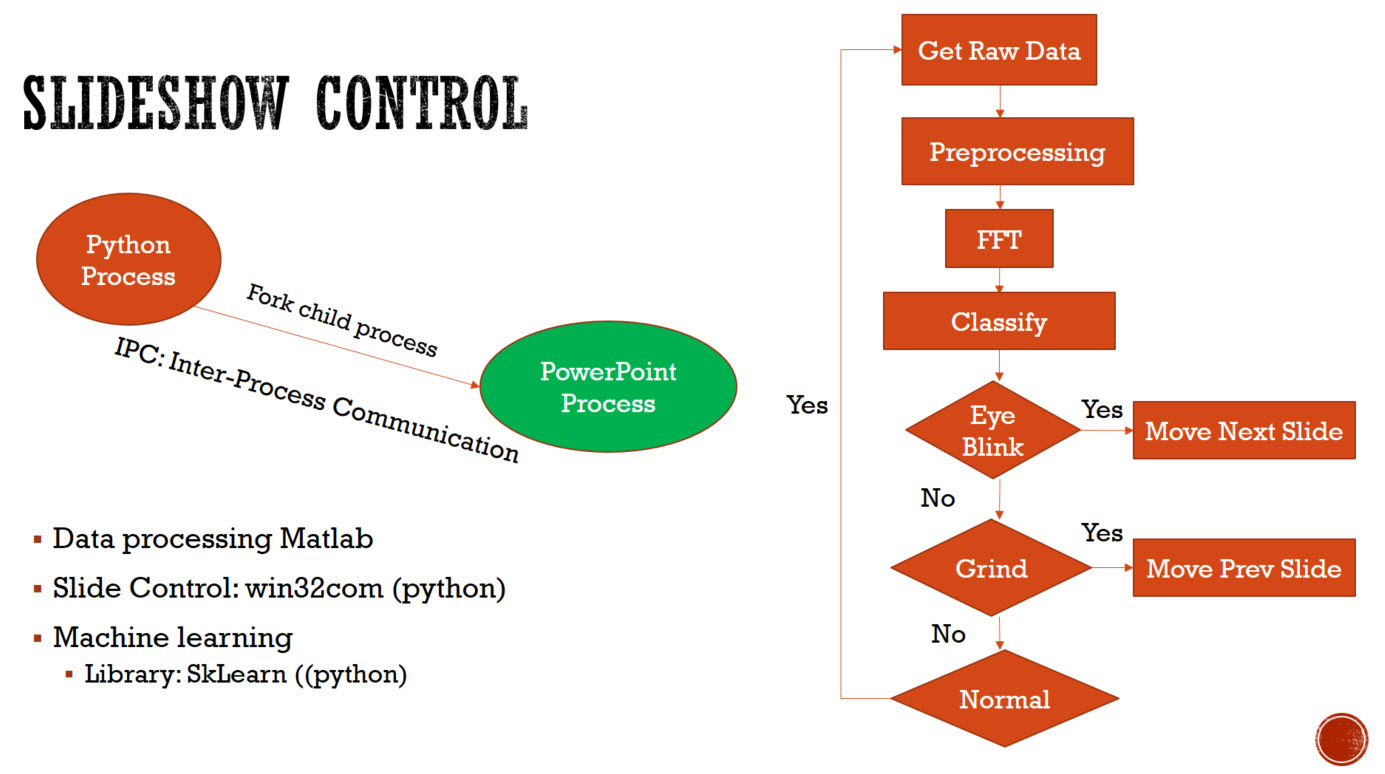 SLIDESHOW CONTROL
Python
Process
Fork child process
IPC: Inter-Process Communication
PowerPoint
Process
Data processing Matlab
Slide Control: win32com (python)
Machine learning
Library: SkLearn ((python)
Get Raw Data
Preprocessing
FFT
Classify
Eye
Blink
Yes
Move Next Slide
No
Grind
Yes
Move Prev Slide
No
Normal
Yes